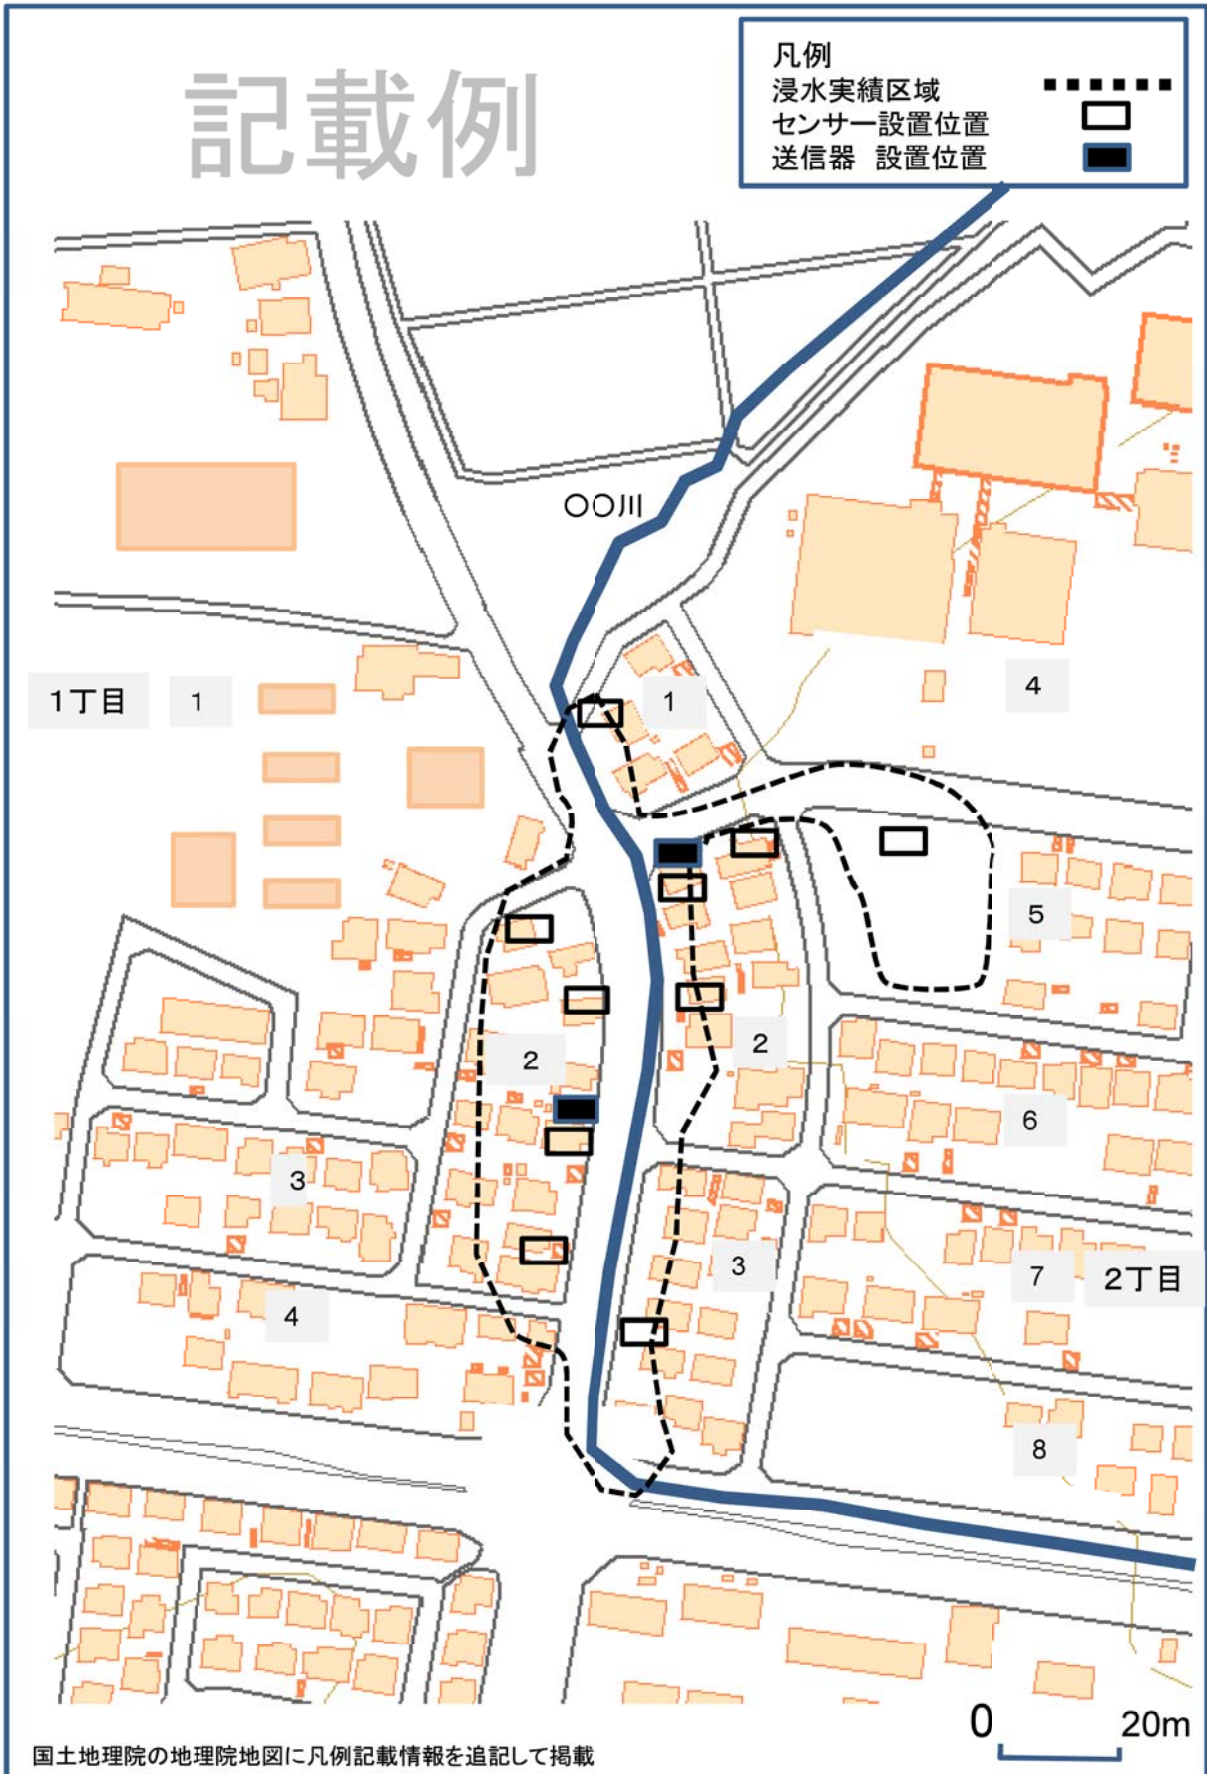 記載例
凡例
浸水実績区域
センサー設置位置
送信器 設置位置
〇〇川
1丁目
1
1
4
5
2
2
6
3
3
7
2丁目
4
8
0
20m
国土地理院の地理院地図に凡例記載情報を追記して掲載